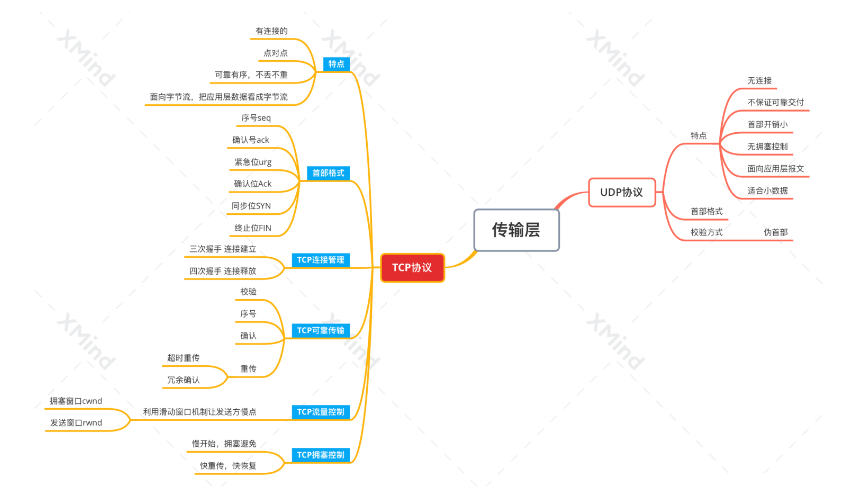 传输层
UDP协议
特点
无连接
不保证可靠交付
首部开销小
无拥塞控制
面向应用层报文
适合小数据
首部格式
校验方式
伪首部
TCP协议
特点
有连接的
点对点
可靠有序，不丢不重
面向字节流，把应用层数据看成字节流
首部格式
序号seq
确认号ack
紧急位urg
确认位Ack
同步位SYN
终止位FIN
TCP连接管理
三次握手 连接建立
四次握手 连接释放
TCP可靠传输
校验
序号
确认
重传
超时重传
冗余确认
TCP流量控制
利用滑动窗口机制让发送方慢点
拥塞窗口cwnd
发送窗口rwnd
TCP拥塞控制
慢开始，拥塞避免
快重传，快恢复
XMind
XMind
XMind
XMind
XMind